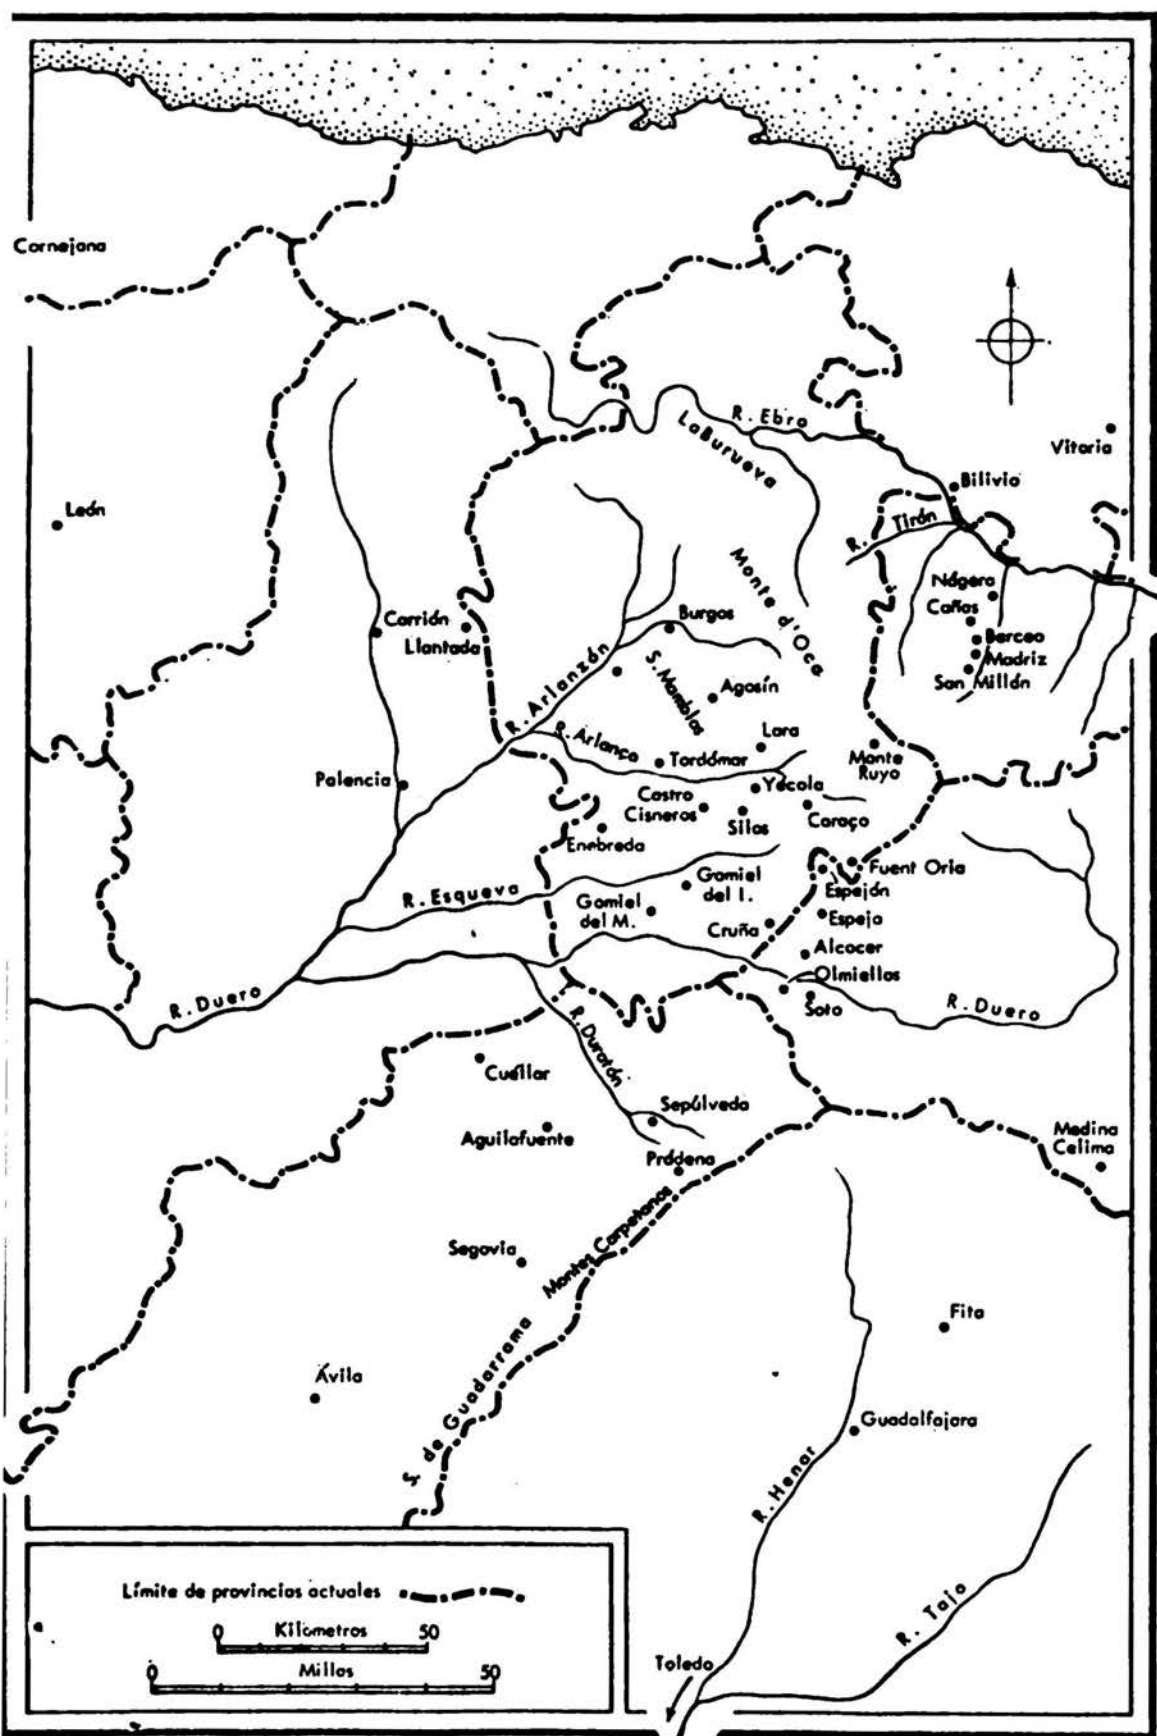 Cornejana
R. Ebro
La Burueva
Vitoria
Bilivio
León
R. Tirón
Monte d'Oca
Nágera
Cañas
Berceo
Madriz
San Millán
Carrión
Llantada
Burgos
R. Arlanzón
S. Mamblas
Agosín
Lara
R. Arlança
Tordómar
Monte
Ruyo
Palencia
Yécola
Castro
Cisneros
Silos
Caraço
Enebreda
Fuent Oria
Espejón
R. Esqueva
Gomiel
del I.
Gomiel
del M.
Espeja
Cruña
Alcocer
Olmiellos
Soto
R. Duero
R. Duero
R. Duratón
Cuéllar
Sepúlveda
Aguilafuente
Prádena
Medina
Celima
Segovia
Montes Carpetanos
S. de Guadarrama
Fita
Ávila
Guadalfajara
R. Henar
R. Tajo
Toledo
Límite de provincias actuales
0 Kilómetros 50
0 Millas 50